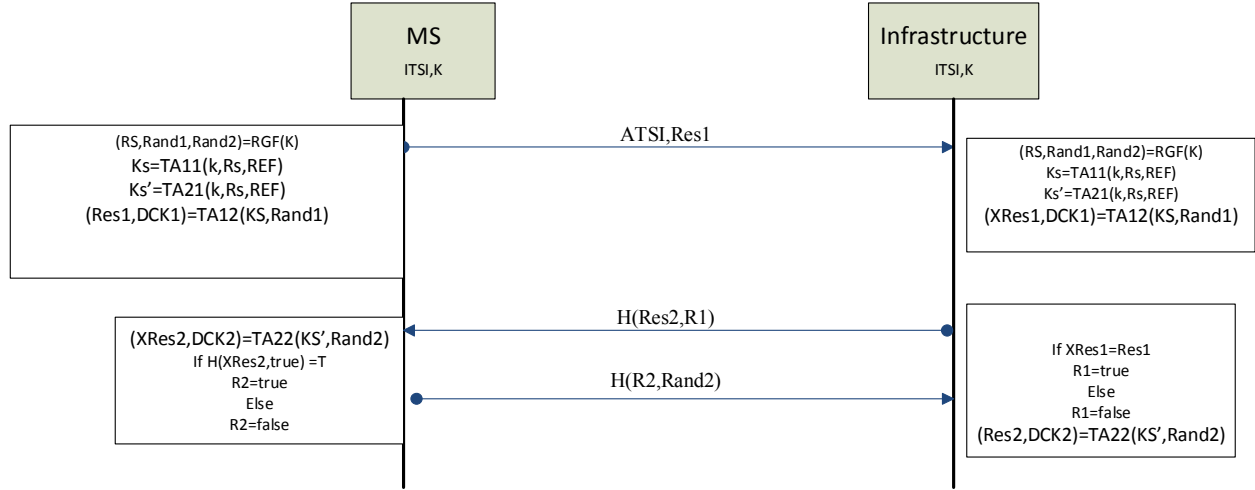 MS
ITSI,K
Infrastructure
ITSI,K
(RS,Rand1,Rand2)=RGF(K)
Ks=TA11(k,Rs,REF)
Ks’=TA21(k,Rs,REF)
(Res1,DCK1)=TA12(KS,Rand1)
ATSI,Res1
(RS,Rand1,Rand2)=RGF(K)
Ks=TA11(k,Rs,REF)
Ks’=TA21(k,Rs,REF)
(XRes1,DCK1)=TA12(KS,Rand1)
H(Res2,R1)
(XRes2,DCK2)=TA22(KS’,Rand2)
If H(XRes2,true) =T
R2=true
Else
R2=false
H(R2,Rand2)
If XRes1=Res1
R1=true
Else
R1=false
(Res2,DCK2)=TA22(KS’,Rand2)